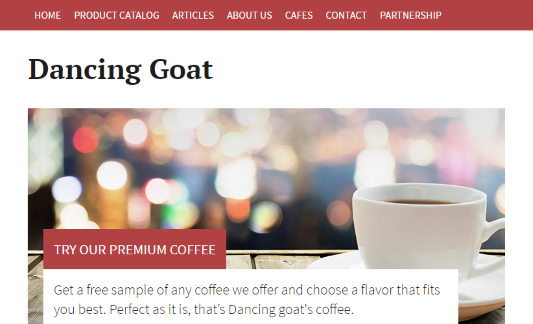 HOME PRODUCT CATALOG ARTICLES ABOUT US CAFES CONTACT PARTNERSHIP
Dancing Goat
TRY OUR PREMIUM COFFEE
Get a free sample of any coffee we offer and choose a flavor that fits
you best. Perfect as it is, that's Dancing goat's coffee.